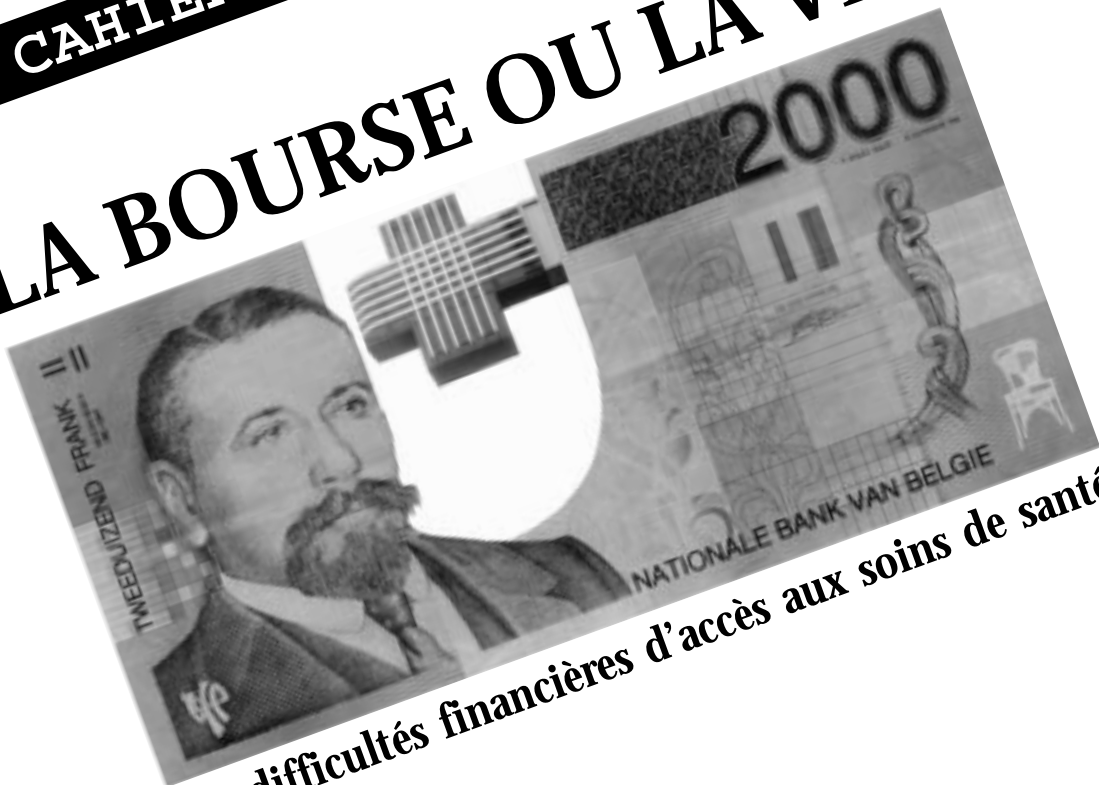 CAHIER
LA BOURSE OU LA V
2000
TWEEDUIZEND FRANK
NATIONALE BANK VAN BELGIE
difficultés financières d'accès aux soins de santé